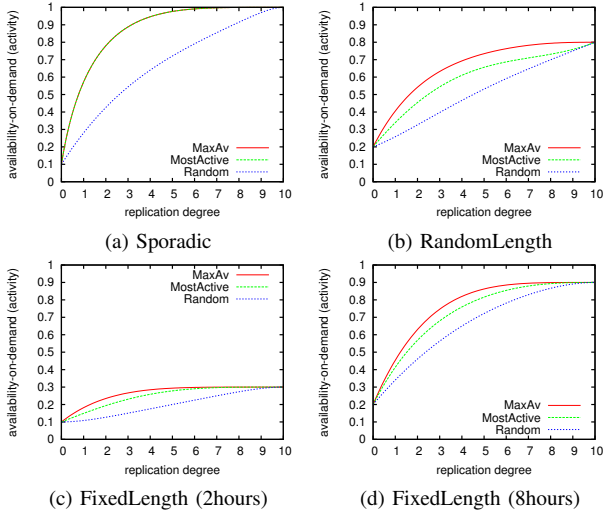 availability-on-demand (activity)
1
0.9
0.8
0.7
0.6
0.5
0.4
0.3
0.2
0.1
0
MaxAv
MostActive
Random
0 1 2 3 4 5 6 7 8 9 10
replication degree
(a) Sporadic
availability-on-demand (activity)
1
0.9
0.8
0.7
0.6
0.5
0.4
0.3
0.2
0.1
0
MaxAv
MostActive
Random
0 1 2 3 4 5 6 7 8 9 10
replication degree
(b) RandomLength
availability-on-demand (activity)
1
0.9
0.8
0.7
0.6
0.5
0.4
0.3
0.2
0.1
0
MaxAv
MostActive
Random
0 1 2 3 4 5 6 7 8 9 10
replication degree
(c) FixedLength (2hours)
availability-on-demand (activity)
1
0.9
0.8
0.7
0.6
0.5
0.4
0.3
0.2
0.1
0
MaxAv
MostActive
Random
0 1 2 3 4 5 6 7 8 9 10
replication degree
(d) FixedLength (8hours)